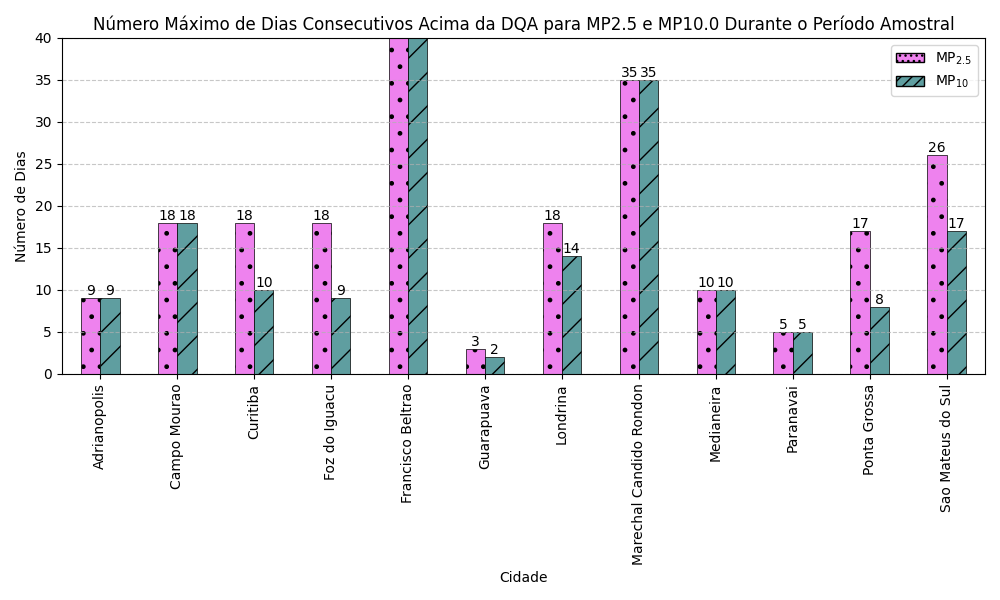 Número Máximo de Dias Consecutivos Acima da DQA para MP2.5 e MP10.0 Durante o Período Amostral
MP2.5
MP10
Número de Dias
40
35
30
25
20
15
10
5
0
9 9
18 18
18 10
18 9
3 2
18 14
35 35
10 10
5 5
17 8
26 17
Adrianopolis
Campo Mourao
Curitiba
Foz do Iguacu
Francisco Beltrao
Guarapuava
Londrina
Marechal Candido Rondon
Medianeira
Paranavai
Ponta Grossa
Sao Mateus do Sul
Cidade